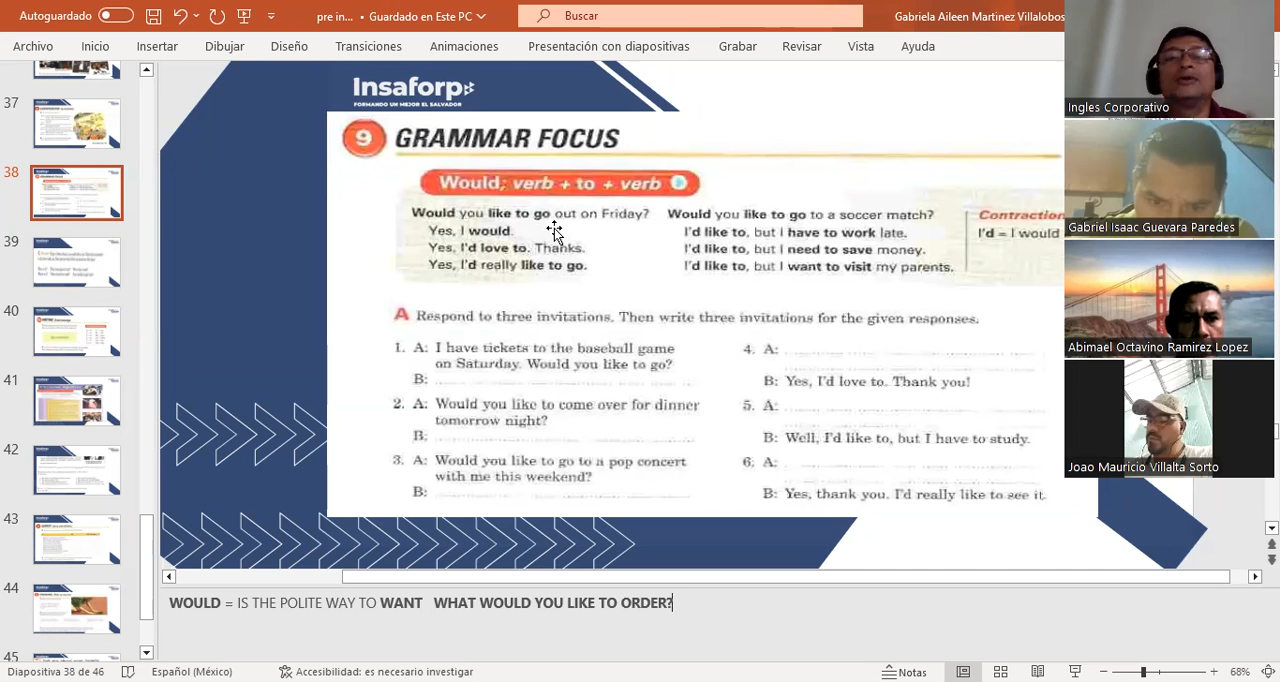 Autoguardado
pre in... • Guardado en Este PC
Buscar
Gabriela Aileen Martinez Villalobos
Archivo Inicio Insertar Dibujar Diseño Transiciones Animaciones Presentación con diapositivas Grabar Revisar Vista Ayuda
37
38
39
40
41
42
43
44
45
Insaforp
FORMANDO UN MEJOR EL SALVADOR
9 GRAMMAR FOCUS
Would; verb + to + verb
Would you like to go out on Friday?
Yes, I would.
Yes, I'd love to. Thanks.
Yes, I'd really like to go.
Would you like to go to a soccer match?
I'd like to, but I have to work late.
I'd like to, but I need to save money.
I'd like to, but I want to visit my parents.
Contraction
I'd = I would
A Respond to three invitations. Then write three invitations for the given responses.
1. A: I have tickets to the baseball game
on Saturday. Would you like to go?
B:
2. A: Would you like to come over for dinner
tomorrow night?
B:
3. A: Would you like to go to a pop concert
with me this weekend?
B:
4. A:
B: Yes, I'd love to. Thank you!
5. A:
B: Well, I'd like to, but I have to study.
6: A:
B: Yes, thank you. I'd really like to see it.
Ingles Corporativo
Gabriel Isaac Guevara Paredes
Abimael Octavino Ramirez Lopez
Joao Mauricio Villalta Sorto
WOULD = IS THE POLITE WAY TO WANT WHAT WOULD YOU LIKE TO ORDER?
Diapositiva 38 de 46
Español (México)
Accesibilidad: es necesario investigar
Notas
68%